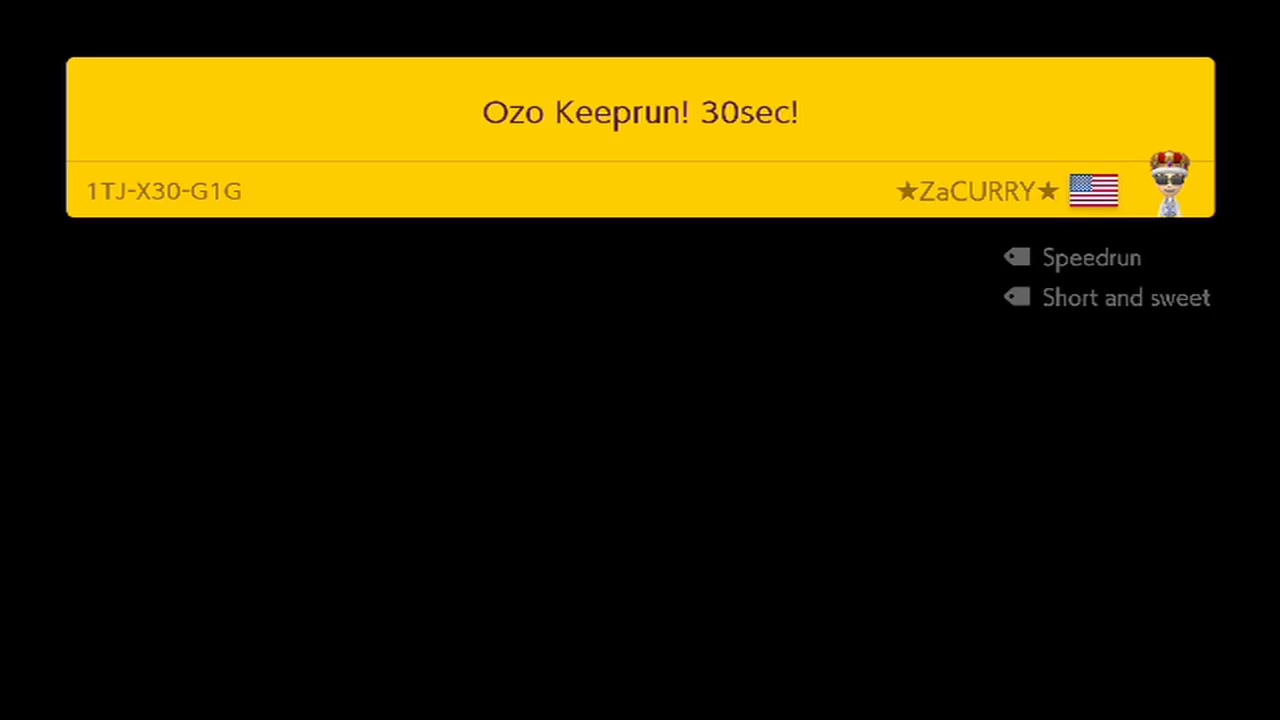 Ozo Keeprun! 30sec!
1TJ-X30-G1G
★ZaCURRY★
Speedrun
Short and sweet